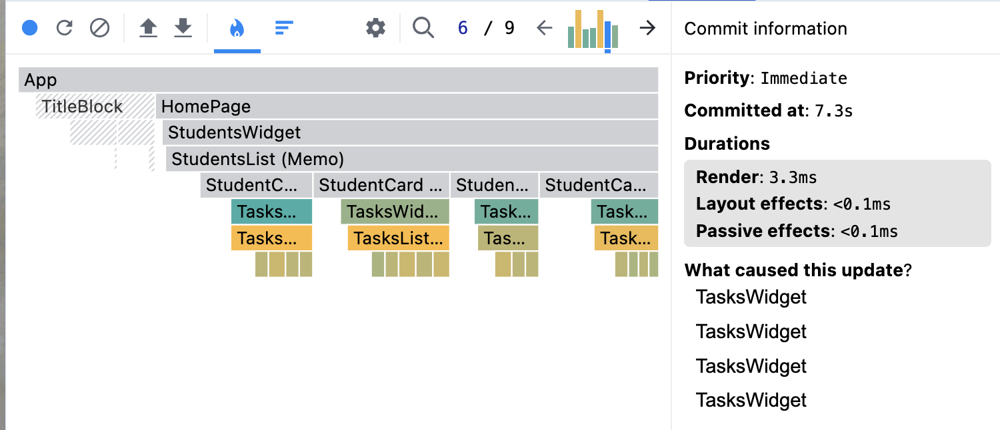 6 / 9
Commit information
App
TitleBlock HomePage
StudentsWidget
StudentsList (Memo)
StudentC... StudentCard ... Studen... StudentCa...
Tasks... TasksWid... Task... Task...
Tasks... TasksList... Tas... Task...
Priority: Immediate
Committed at: 7.3s
Durations
Render: 3.3ms
Layout effects: <0.1ms
Passive effects: <0.1ms
What caused this update?
TasksWidget
TasksWidget
TasksWidget
TasksWidget